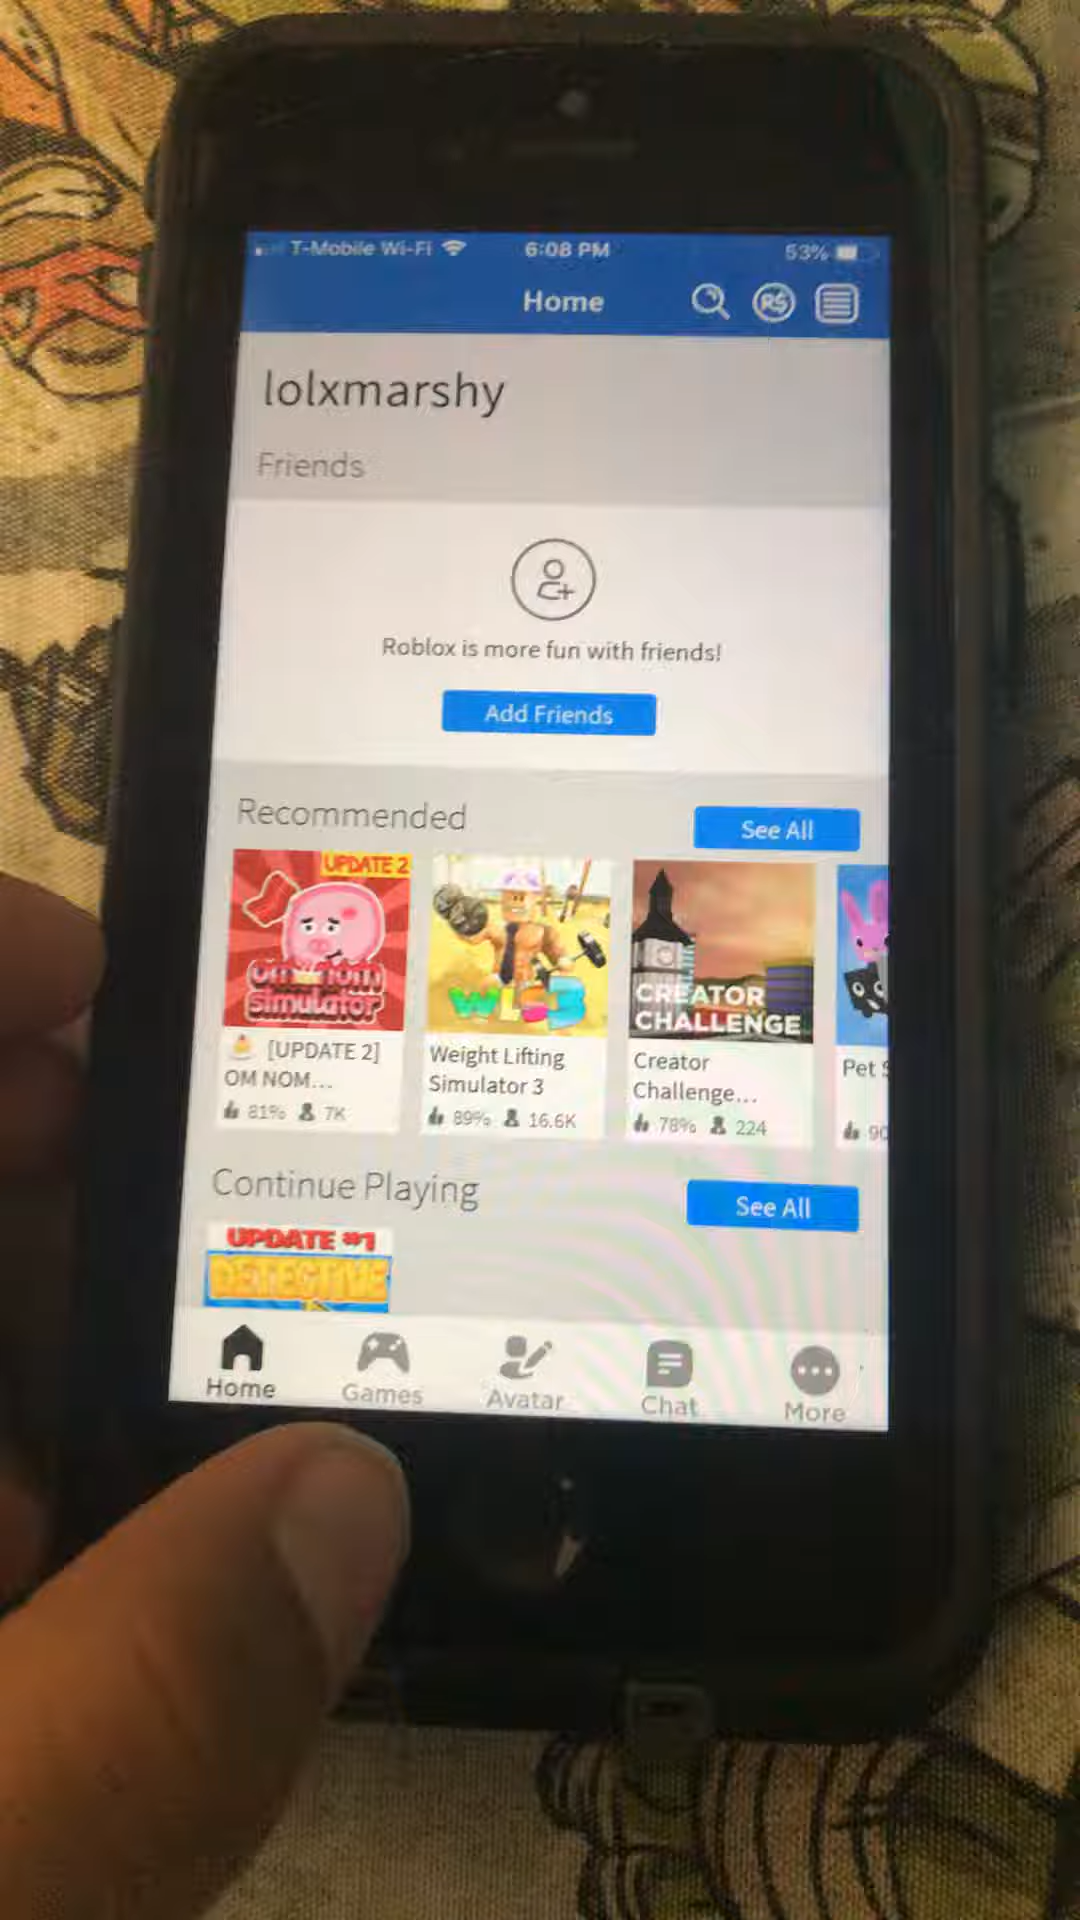 T-Mobile Wi-Fi 6:08 PM 53%
Home
R$
lolxmarshy
Friends
Roblox is more fun with friends!
Add Friends
Recommended
See All
UPDATE 2
OM NOM
simulator
[UPDATE 2]
OM NOM...
81% 7K
WLS3
Weight Lifting
Simulator 3
89% 16.6K
CREATOR
CHALLENGE
Creator
Challenge...
78% 224
Pet S
90
Continue Playing
See All
UPDATE #1
DETECTIVE
Home
Games
Avatar
Chat
More